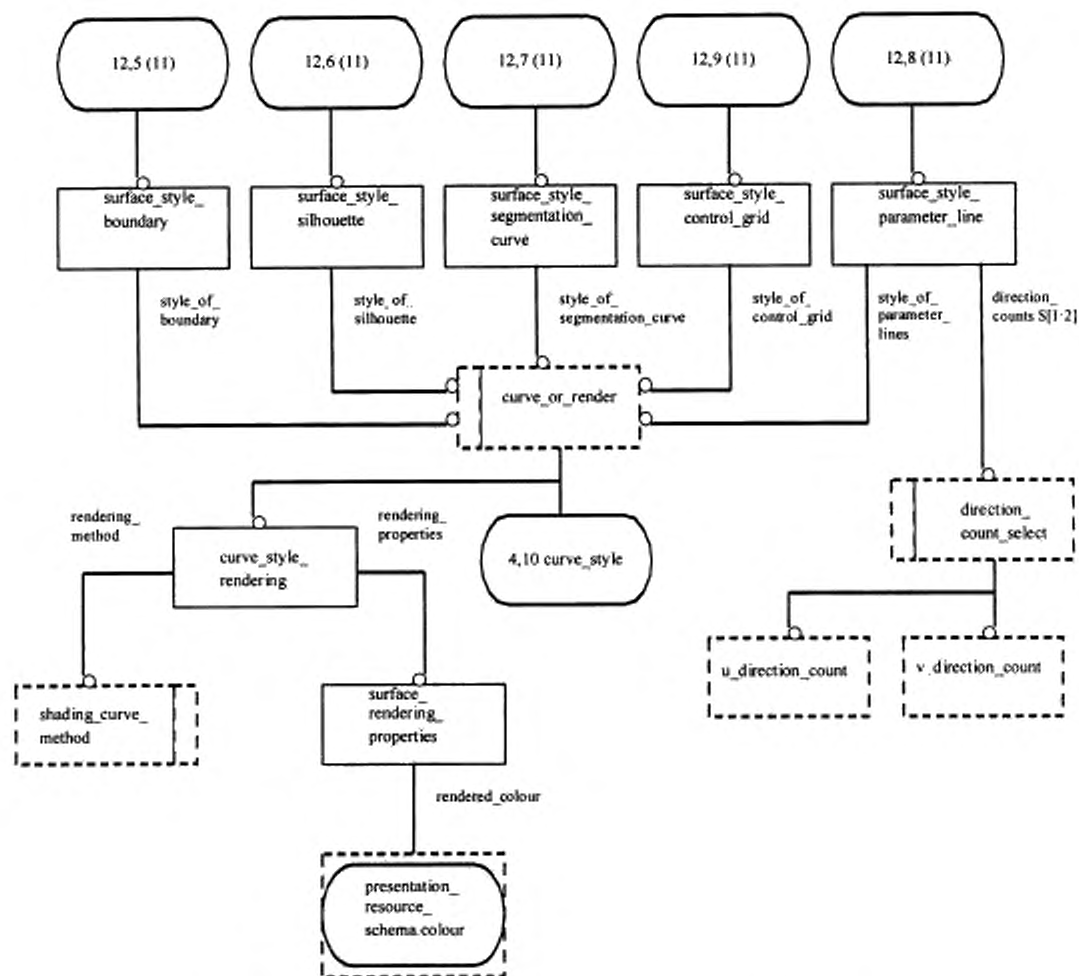 12,5 (11)
12,6 (11)
12,7 (11)
12,9 (11)
12,8 (11)
surface_style_
boundary
surface_style_
silhouette
surface_style_
segmentation_
curve
surface_style_
control_grid
surface_style_
parameter_line
style_of_
boundary
style_of_
silhouette
style_of_
segmentation_curve
style_of_
control_grid
style_of_
parameter_
lines
direction_
counts S[1-2]
curve_or_render
rendering_
method
rendering_
properties
curve_style_
rendering
4,10 curve_style
direction_
count_select
u_direction_count
v_direction_count
shading_curve_
method
surface_
rendering_
properties
rendered_colour
presentation_
resource_
schema.colour